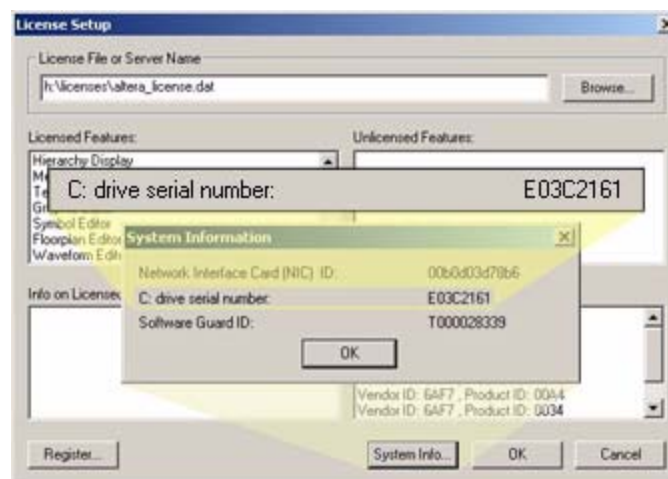 License Setup
License File or Server Name
h:\licenses\altera_license.dat
Browse...
Licensed Features:
Unlicensed Features:
Hierarchy Display
C: drive serial number: E03C2161
Symbol Editor
Floorplan Editor
Waveform
System Information
Network Interface Card (NIC) ID: 00b0d03d78b6
C: drive serial number: E03C2161
Software Guard ID: T000028339
OK
Info on Licensed
Vendor ID: 6AF7 , Product ID: 00A4
Vendor ID: 6AF7 , Product ID: 0034
Register...
System Info...
OK
Cancel